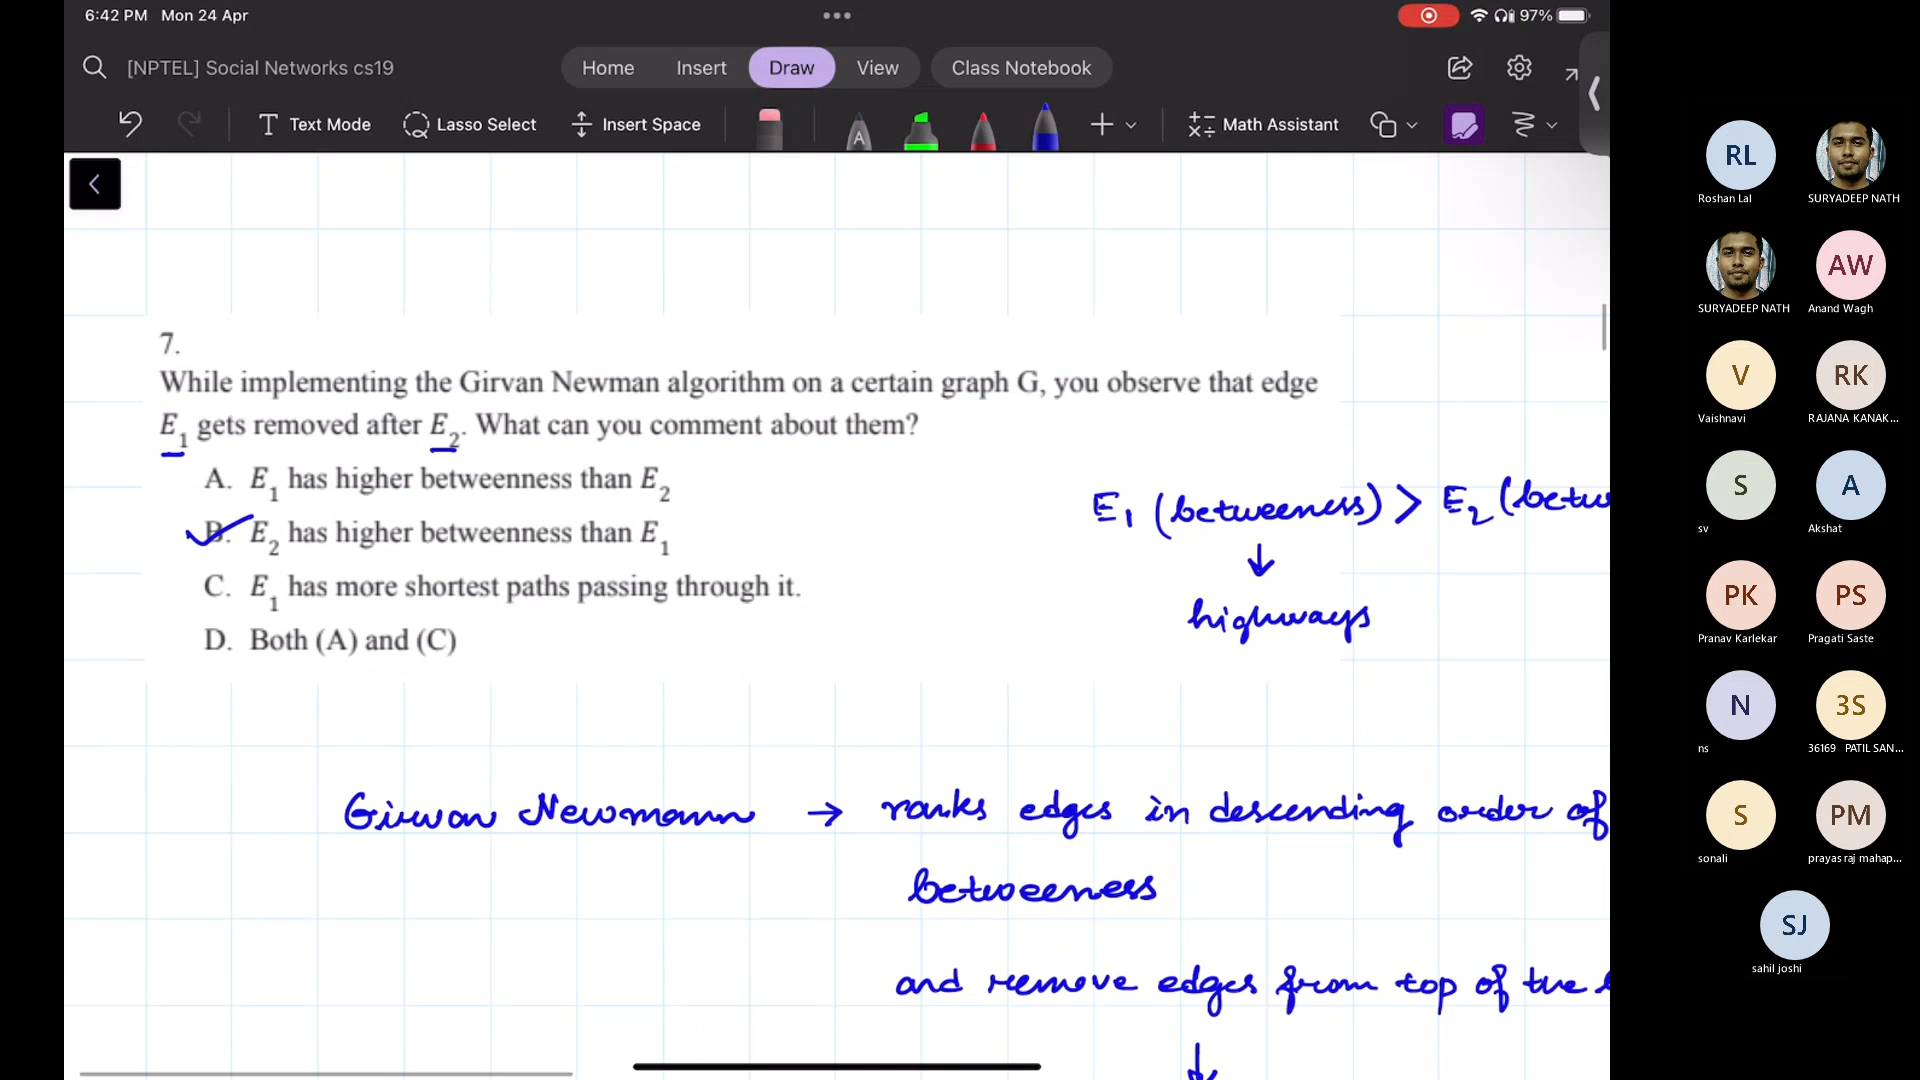 6:42 PM Mon 24 Apr
97%
[NPTEL] Social Networks cs19
Home Insert Draw View Class Notebook
Text Mode Lasso Select Insert Space A Math Assistant
7.
While implementing the Girvan Newman algorithm on a certain graph G, you observe that edge
E1 gets removed after E2. What can you comment about them?
A. E1 has higher betweenness than E2
B. E2 has higher betweenness than E1
C. E1 has more shortest paths passing through it.
D. Both (A) and (C)
E1 (betweeness) > E2 (betw
↓
highways
Girvan Newmann → ranks edges in descending order of
betweeness
and remove edges from top of the
↓
RL
Roshan Lal
SURYADEEP NATH
SURYADEEP NATH
AW
Anand Wagh
V
Vaishnavi
RK
RAJANA KANAK...
S
sv
A
Akshat
PK
Pranav Karlekar
PS
Pragati Saste
N
ns
3S
36169 PATIL SAN...
S
sonali
PM
prayas raj mahap...
SJ
sahil joshi